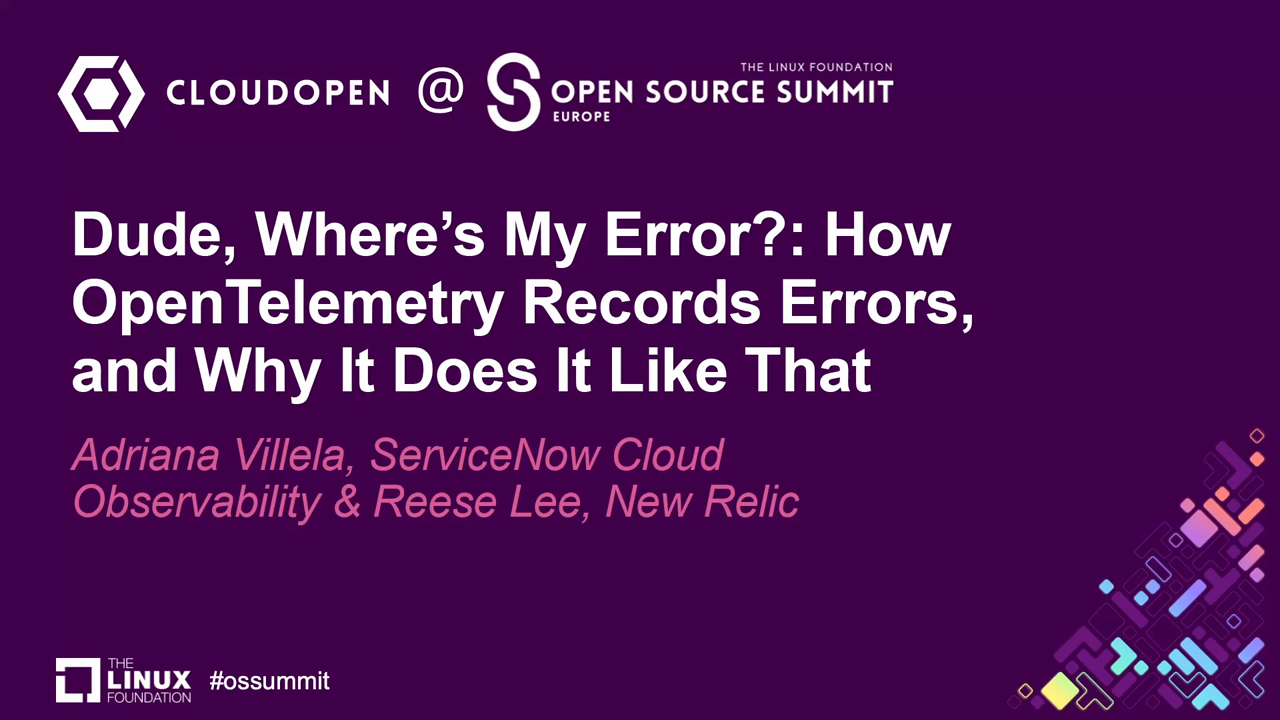 CLOUDOPEN @ THE LINUX FOUNDATION
OPEN SOURCE SUMMIT
EUROPE
Dude, Where’s My Error?: How
OpenTelemetry Records Errors,
and Why It Does It Like That
Adriana Villela, ServiceNow Cloud
Observability & Reese Lee, New Relic
THE
LINUX
FOUNDATION
#ossummit